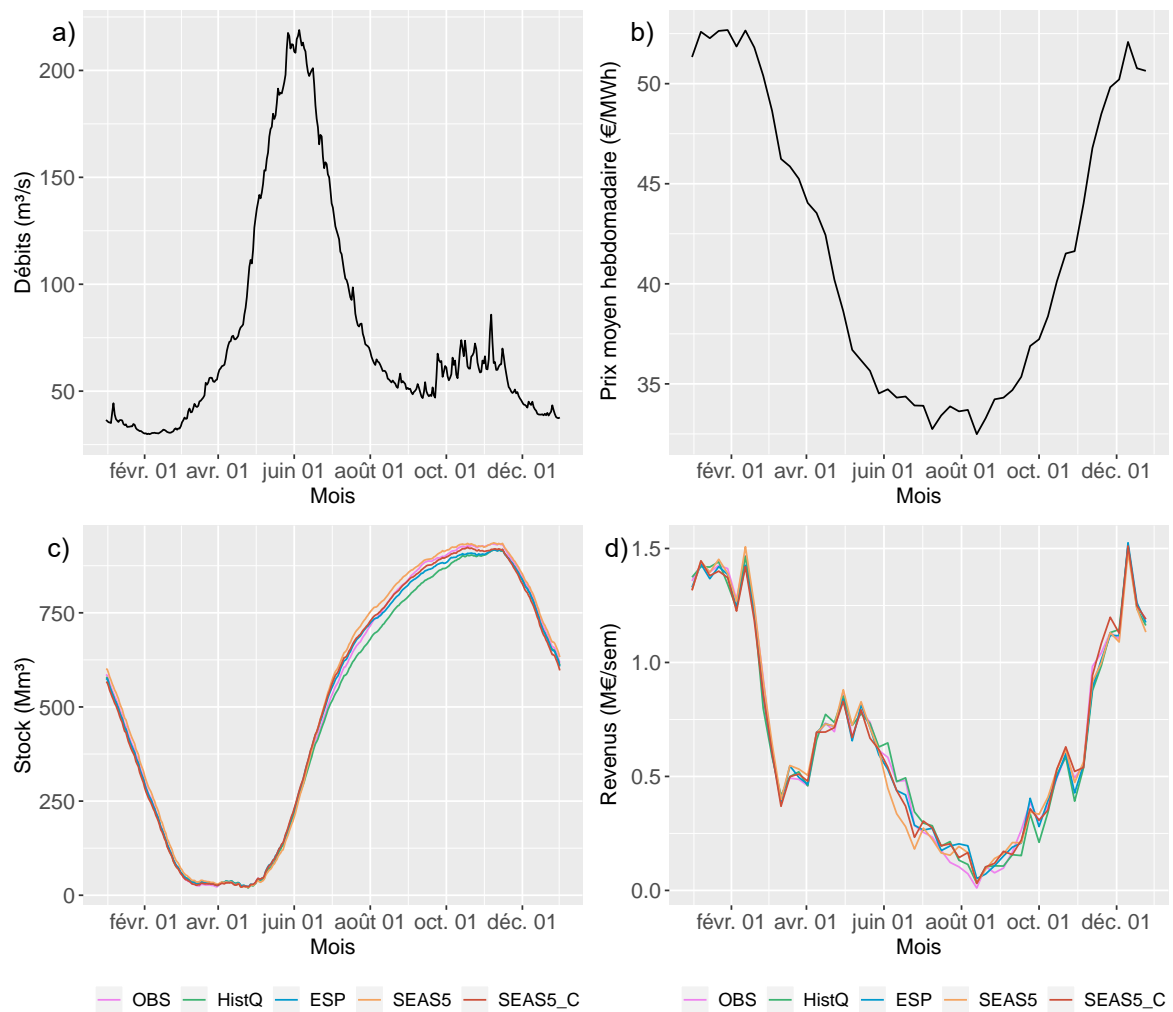 a)
Débits (m³/s)
200
150
100
50
févr. 01 avr. 01 juin 01 août 01 oct. 01 déc. 01
Mois
b)
Prix moyen hebdomadaire (€/MWh)
50
45
40
35
févr. 01 avr. 01 juin 01 août 01 oct. 01 déc. 01
Mois
c)
Stock (Mm³)
750
500
250
0
févr. 01 avr. 01 juin 01 août 01 oct. 01 déc. 01
Mois
d)
Revenus (M€/sem)
1.5
1.0
0.5
0.0
févr. 01 avr. 01 juin 01 août 01 oct. 01 déc. 01
Mois
OBS HistQ ESP SEAS5 SEAS5_C
OBS HistQ ESP SEAS5 SEAS5_C